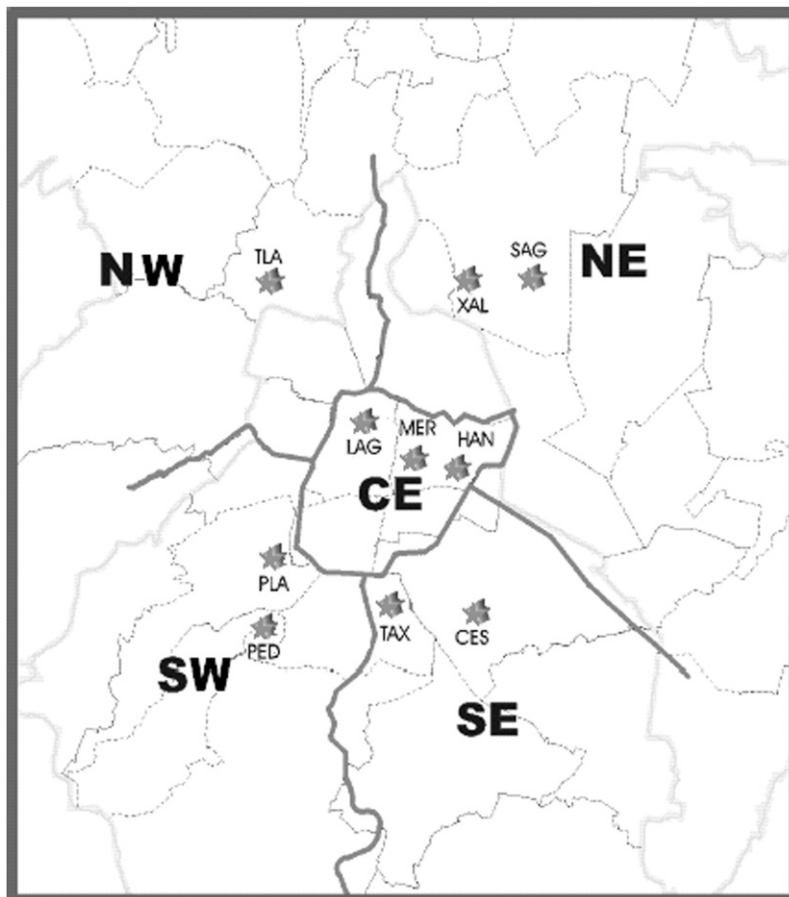 TLA
SAG
NW
NE
XAL
LAG
MER
HAN
CE
PLA
PED
TAX
CES
SW
SE